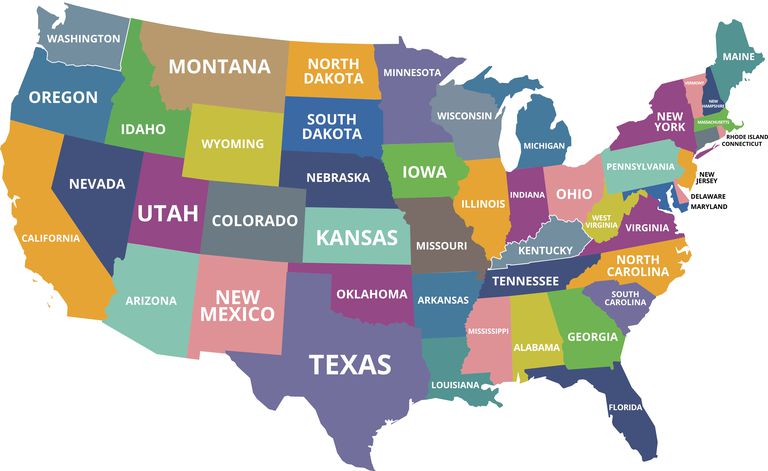 WASHINGTON
OREGON
CALIFORNIA
NEVADA
IDAHO
MONTANA
WYOMING
UTAH
COLORADO
ARIZONA
NEW
MEXICO
NORTH
DAKOTA
SOUTH
DAKOTA
NEBRASKA
KANSAS
OKLAHOMA
TEXAS
MINNESOTA
IOWA
MISSOURI
ARKANSAS
LOUISIANA
WISCONSIN
ILLINOIS
MICHIGAN
INDIANA
OHIO
KENTUCKY
TENNESSEE
MISSISSIPPI
ALABAMA
GEORGIA
FLORIDA
SOUTH
CAROLINA
NORTH
CAROLINA
VIRGINIA
WEST
VIRGINIA
PENNSYLVANIA
NEW
YORK
VERMONT
NEW
HAMPSHIRE
MAINE
MASSACHUSETTS
RHODE ISLAND
CONNECTICUT
NEW
JERSEY
DELAWARE
MARYLAND